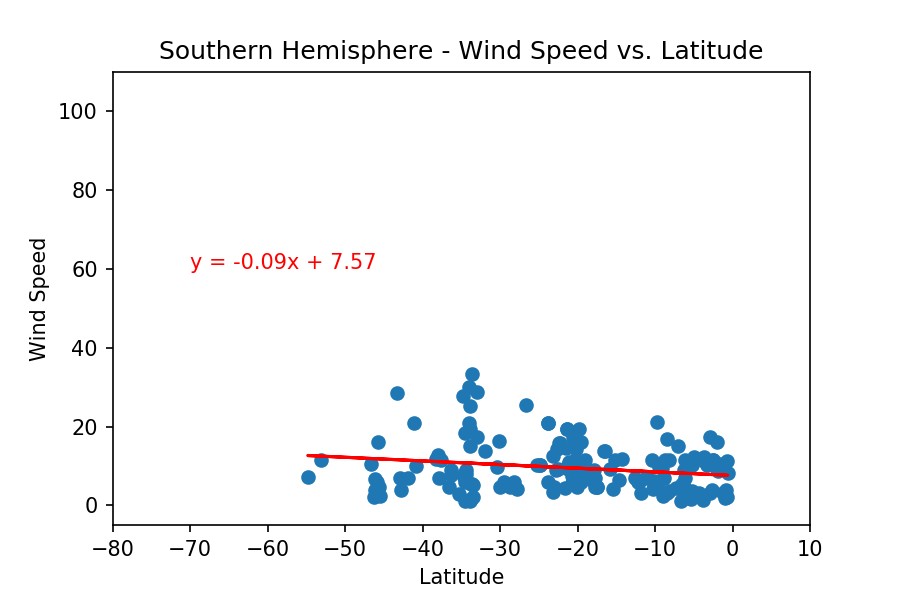 Southern Hemisphere - Wind Speed vs. Latitude
100
80
60
40
20
0
Wind Speed
y = -0.09x + 7.57
−80 −70 −60 −50 −40 −30 −20 −10 0 10
Latitude